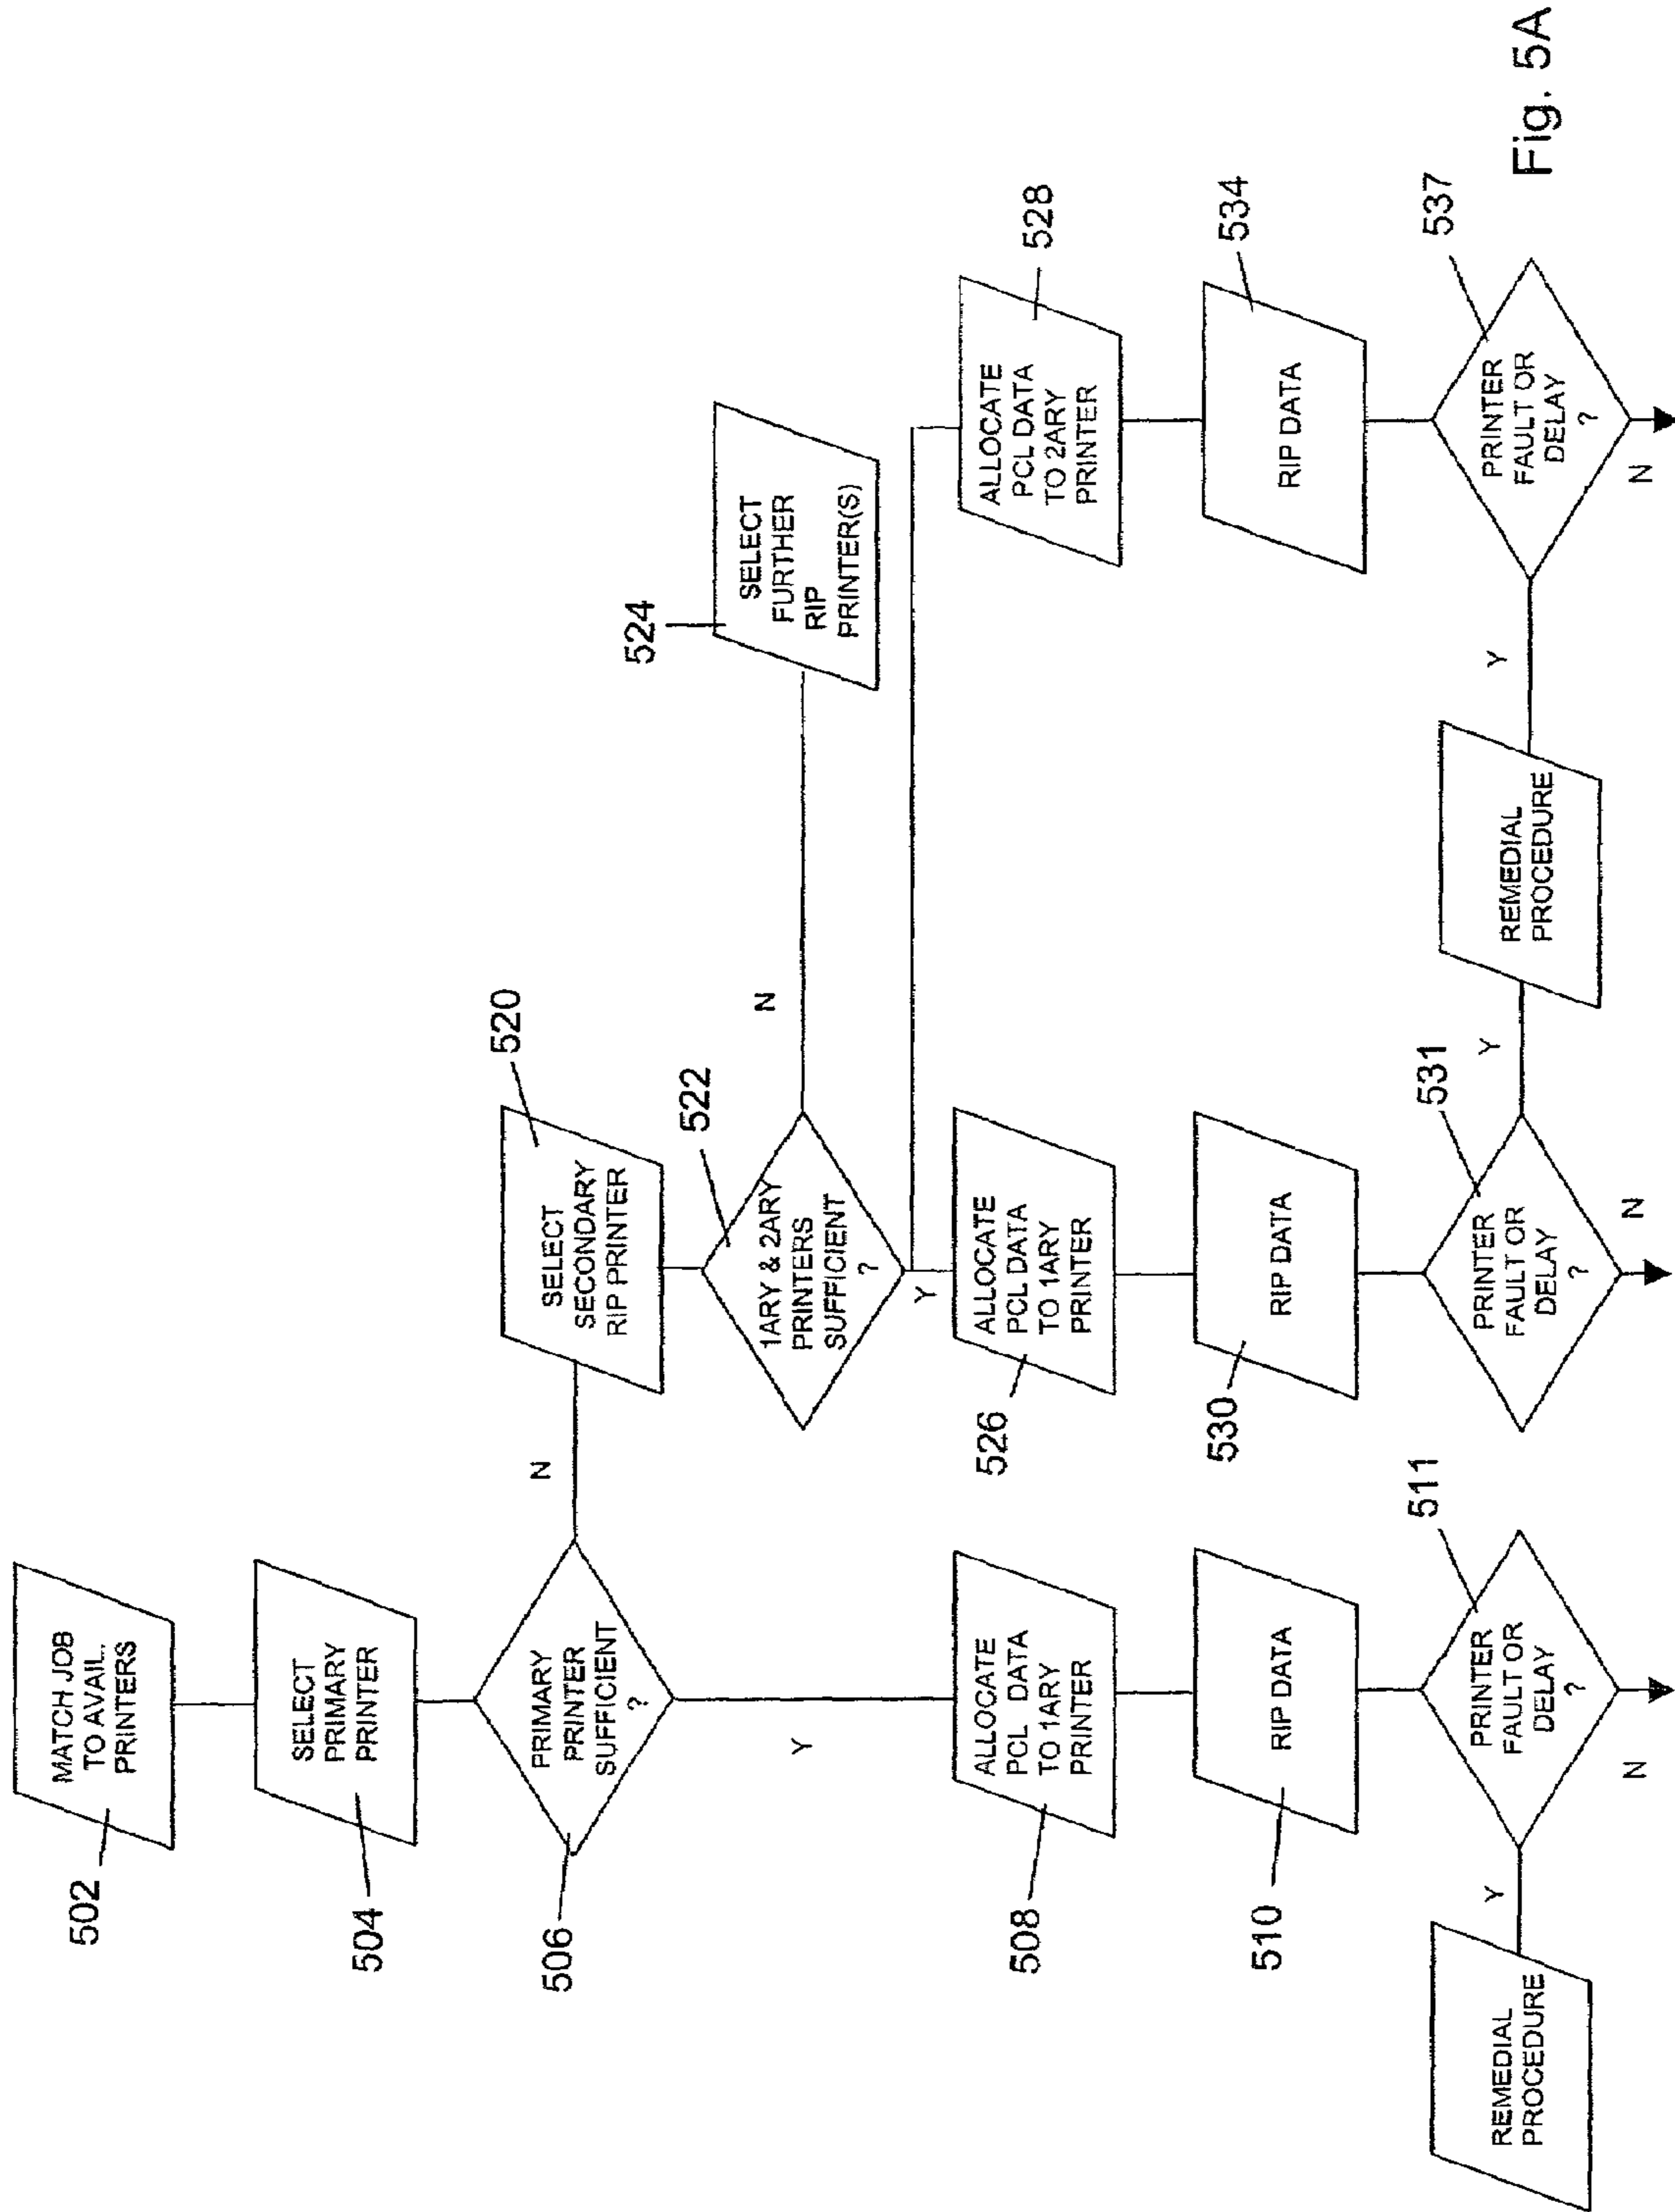 502
MATCH JOB
TO AVAIL.
PRINTERS
504
SELECT
PRIMARY
PRINTER
506
PRIMARY
PRINTER
SUFFICIENT
?
N
Y
520
SELECT
SECONDARY
RIP PRINTER
522
1ARY & 2ARY
PRINTERS
SUFFICIENT
?
N
Y
524
SELECT
FURTHER
RIP
PRINTER(S)
508
ALLOCATE
PCL DATA
TO 1ARY
PRINTER
526
ALLOCATE
PCL DATA
TO 1ARY
PRINTER
528
ALLOCATE
PCL DATA
TO 2ARY
PRINTER
510
RIP DATA
530
RIP DATA
534
RIP DATA
REMEDIAL
PROCEDURE
Y
511
PRINTER
FAULT OR
DELAY
?
N
531
PRINTER
FAULT OR
DELAY
?
N
Y
REMEDIAL
PROCEDURE
Y
537
PRINTER
FAULT OR
DELAY
?
N
Fig. 5A